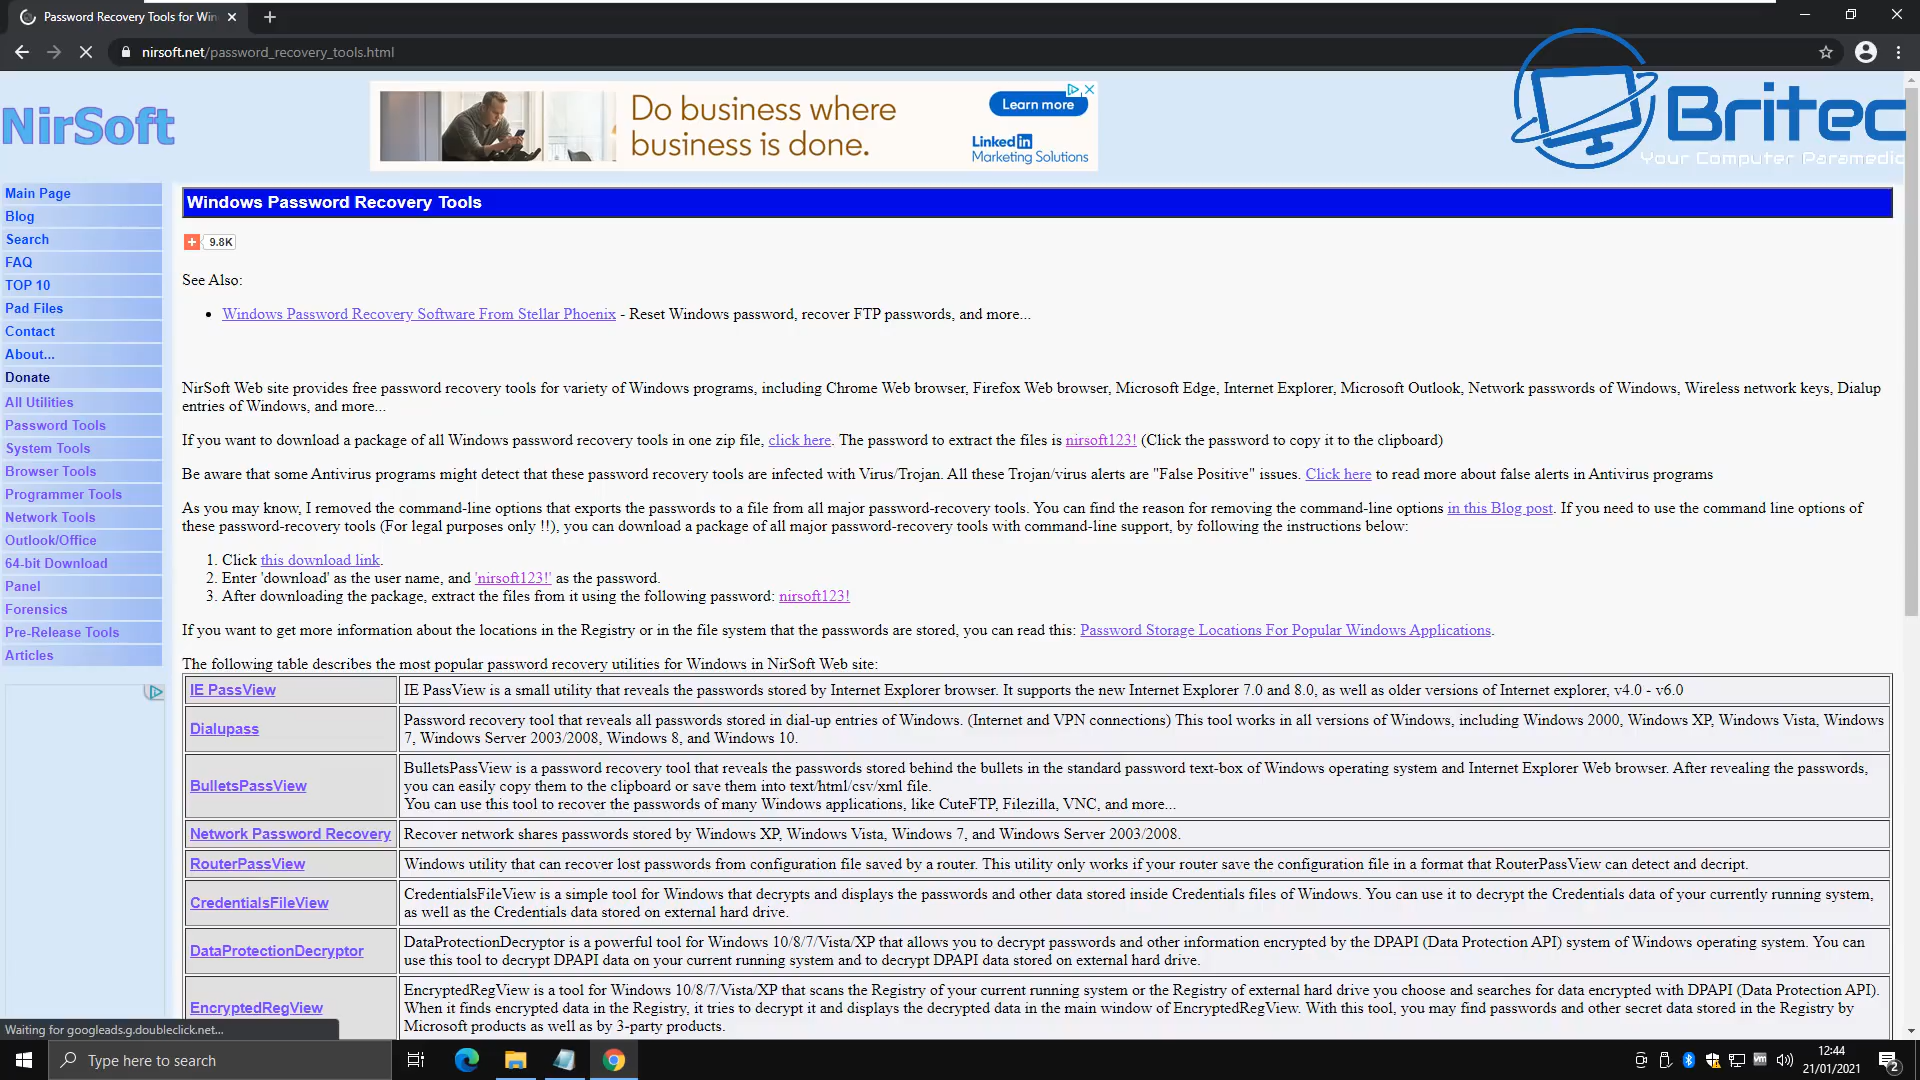 Password Recovery Tools for Win
nirsoft.net/password_recovery_tools.html
NirSoft
Do business where
business is done.
Learn more
Linked in
Marketing Solutions
Britec
Your Computer Paramedic
Main Page
Blog
Search
FAQ
TOP 10
Pad Files
Contact
About...
Donate
All Utilities
Password Tools
System Tools
Browser Tools
Programmer Tools
Network Tools
Outlook/Office
64-bit Download
Panel
Forensics
Pre-Release Tools
Articles
Windows Password Recovery Tools
9.8K
See Also:
• Windows Password Recovery Software From Stellar Phoenix - Reset Windows password, recover FTP passwords, and more...
NirSoft Web site provides free password recovery tools for variety of Windows programs, including Chrome Web browser, Firefox Web browser, Microsoft Edge, Internet Explorer, Microsoft Outlook, Network passwords of Windows, Wireless network keys, Dialup
entries of Windows, and more...
If you want to download a package of all Windows password recovery tools in one zip file, click here. The password to extract the files is nirsoft123! (Click the password to copy it to the clipboard)
Be aware that some Antivirus programs might detect that these password recovery tools are infected with Virus/Trojan. All these Trojan/virus alerts are "False Positive" issues. Click here to read more about false alerts in Antivirus programs
As you may know, I removed the command-line options that exports the passwords to a file from all major password-recovery tools. You can find the reason for removing the command-line options in this Blog post. If you need to use the command line options of
these password-recovery tools (For legal purposes only !!), you can download a package of all major password-recovery tools with command-line support, by following the instructions below:
1. Click this download link.
2. Enter 'download' as the user name, and 'nirsoft123!' as the password.
3. After downloading the package, extract the files from it using the following password: nirsoft123!
If you want to get more information about the locations in the Registry or in the file system that the passwords are stored, you can read this: Password Storage Locations For Popular Windows Applications.
The following table describes the most popular password recovery utilities for Windows in NirSoft Web site:
IE PassView
IE PassView is a small utility that reveals the passwords stored by Internet Explorer browser. It supports the new Internet Explorer 7.0 and 8.0, as well as older versions of Internet explorer, v4.0 - v6.0
Dialupass
Password recovery tool that reveals all passwords stored in dial-up entries of Windows. (Internet and VPN connections) This tool works in all versions of Windows, including Windows 2000, Windows XP, Windows Vista, Windows
7, Windows Server 2003/2008, Windows 8, and Windows 10.
BulletsPassView
BulletsPassView is a password recovery tool that reveals the passwords stored behind the bullets in the standard password text-box of Windows operating system and Internet Explorer Web browser. After revealing the passwords,
you can easily copy them to the clipboard or save them into text/html/csv/xml file.
You can use this tool to recover the passwords of many Windows applications, like CuteFTP, Filezilla, VNC, and more...
Network Password Recovery
Recover network shares passwords stored by Windows XP, Windows Vista, Windows 7, and Windows Server 2003/2008.
RouterPassView
Windows utility that can recover lost passwords from configuration file saved by a router. This utility only works if your router save the configuration file in a format that RouterPassView can detect and decript.
CredentialsFileView
CredentialsFileView is a simple tool for Windows that decrypts and displays the passwords and other data stored inside Credentials files of Windows. You can use it to decrypt the Credentials data of your currently running system,
as well as the Credentials data stored on external hard drive.
DataProtectionDecryptor
DataProtectionDecryptor is a powerful tool for Windows 10/8/7/Vista/XP that allows you to decrypt passwords and other information encrypted by the DPAPI (Data Protection API) system of Windows operating system. You can
use this tool to decrypt DPAPI data on your current running system and to decrypt DPAPI data stored on external hard drive.
EncryptedRegView
EncryptedRegView is a tool for Windows 10/8/7/Vista/XP that scans the Registry of your current running system or the Registry of external hard drive you choose and searches for data encrypted with DPAPI (Data Protection API).
When it finds encrypted data in the Registry, it tries to decrypt it and displays the decrypted data in the main window of EncryptedRegView. With this tool, you may find passwords and other secret data stored in the Registry by
Microsoft products as well as by 3-party products.
Waiting for googleads.g.doubleclick.net...
Type here to search
12:44
21/01/2021
2